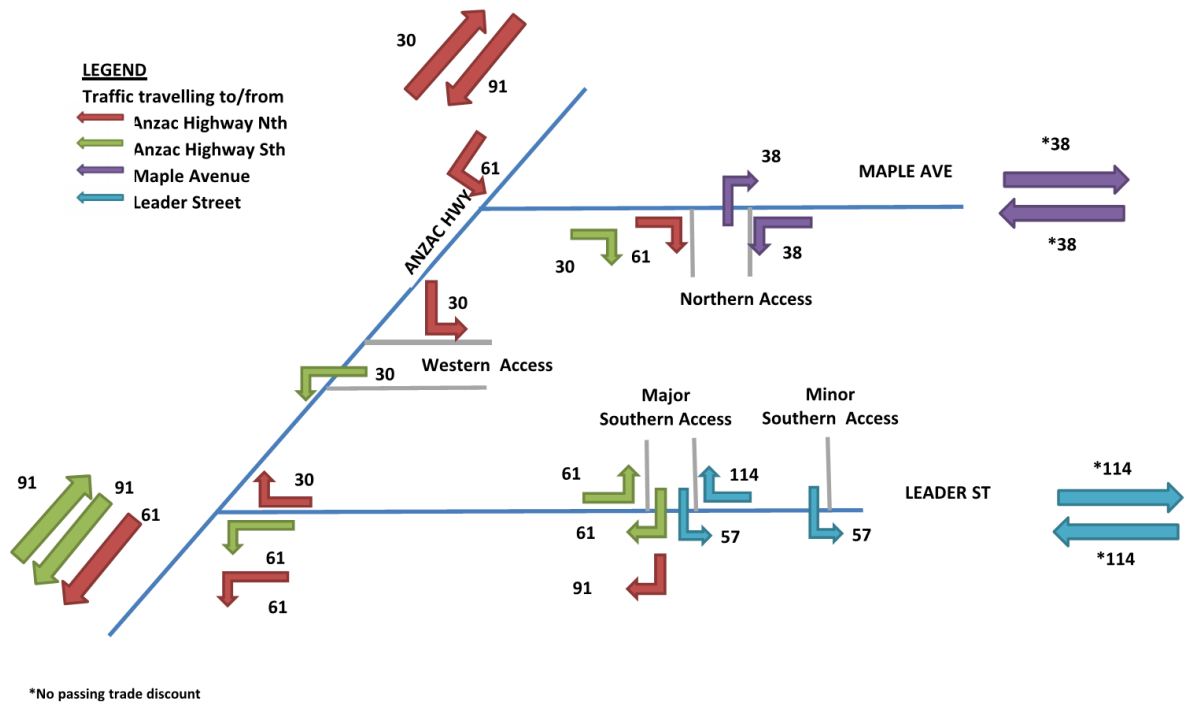 30
91
LEGEND
Traffic travelling to/from
Anzac Highway Nth
Anzac Highway Sth
Maple Avenue
Leader Street
61
38
MAPLE AVE
*38
*38
ANZAC HWY
30
61
38
Northern Access
30
Western Access
30
Major
Southern Access
Minor
Southern Access
91
91
61
30
61
114
LEADER ST
*114
61
57
57
*114
61
91
61
*No passing trade discount